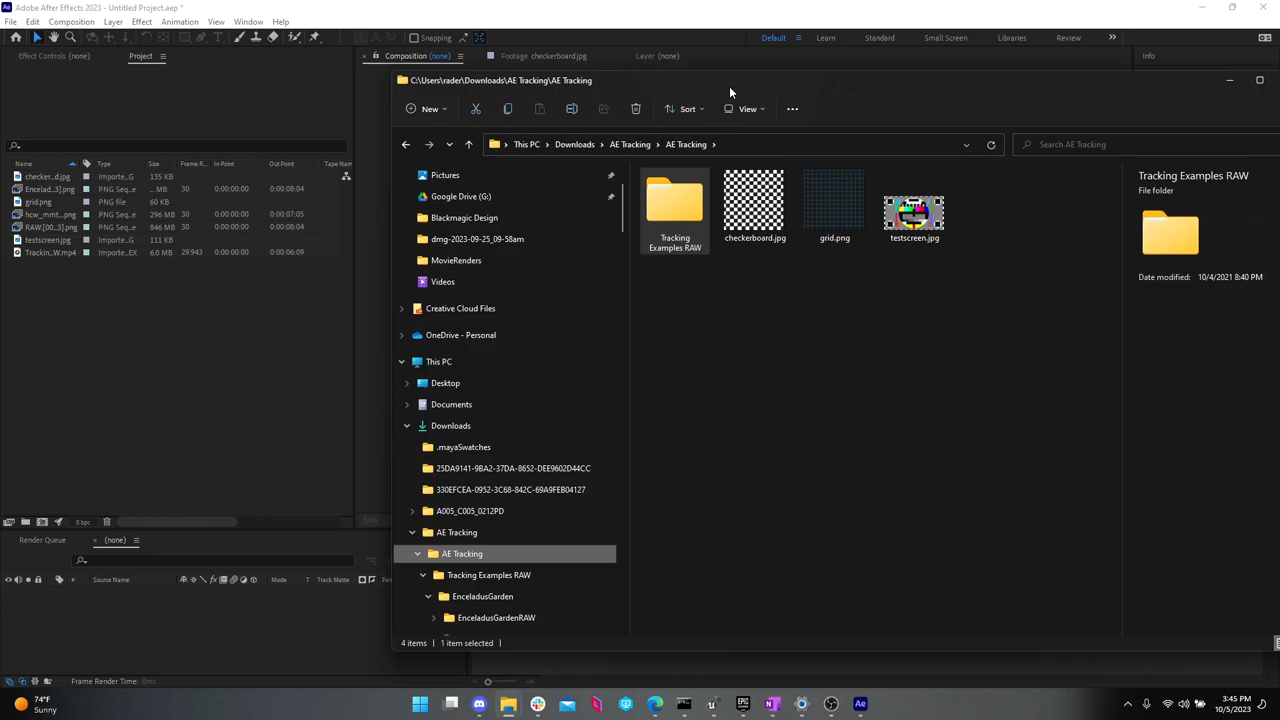 Adobe After Effects 2023 - Untitled Project.aep *
File Edit Composition Layer Effect Animation View Window Help
Snapping Default Learn Small Screen Standard Libraries Review
Effect Controls (none) Project Composition (none) Footage checkerboard.jpg Layer (none) Info
C:\Users\rader\Downloads\AE Tracking\AE Tracking
New Sort View
This PC Downloads AE Tracking AE Tracking Search AE Tracking
Name Type Size Frame R... In Point Out Point Tape Name
checker...d.jpg Importe...G 135 KB
Encelad...3].png PNG Seq...e ... MB 30 0:00:00:00 0:00:08:04
grid.png PNG file 60 KB
hcw_mmt...png PNG Seq...e 296 MB 30 0:00:00:00 0:00:07:05
RAW[00...3].png PNG Seq...e 846 MB 30 0:00:00:00 0:00:08:04
testscreen.jpg Importe...G 111 KB
Trackin...W.mp4 Importe...EX 6.0 MB 29.943 0:00:00:00 0:00:06:09
Pictures
Google Drive (G:)
Blackmagic Design
dmg-2023-09-25_09-58am
MovieRenders
Videos
Creative Cloud Files
OneDrive - Personal
This PC
Desktop
Documents
Downloads
.mayaSwatches
25DA9141-9BA2-37DA-8652-DEE9602D44CC
330EFCEA-0952-3C68-842C-69A9FEB04127
A005_C005_0212PD
AE Tracking
AE Tracking
Tracking Examples RAW
EnceladusGarden
EnceladusGardenRAW
Tracking
Examples RAW
checkerboard.jpg
grid.png
testscreen.jpg
Tracking Examples RAW
File folder
Date modified: 10/4/2021 8:40 PM
4 items 1 item selected
8 bpc
50%
Render Queue (none)
# Source Name Mode T Track Matte
Frame Render Time: 0ms
74°F
Sunny
3:45 PM
10/5/2023